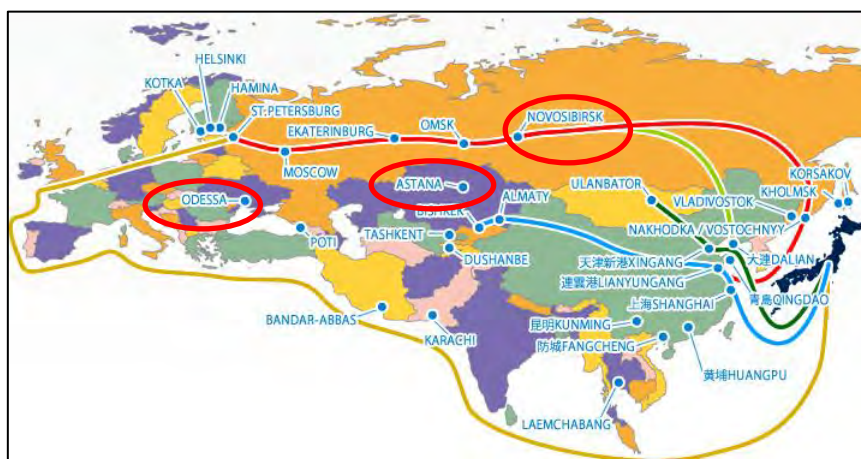 HELSINKI
KOTKA
HAMINA
ST.PETERSBURG
NOVOSIBIRSK
OMSK
EKATERINBURG
MOSCOW
KORSAKOV
ASTANA
ULANBATOR
KHOLMSK
ODESSA
ALMATY
VLADIVOSTOK
BISHKEK
TASHKENT
NAKHODKA / VOSTOCHNYY
POTI
DUSHANBE
天津新港XINGANG
大連DALIAN
連雲港LIANYUNGANG
青島QINGDAO
上海SHANGHAI
BANDAR-ABBAS
昆明KUNMING
KARACHI
防城FANGCHENG
黄埔HUANGPU
LAEMCHABANG